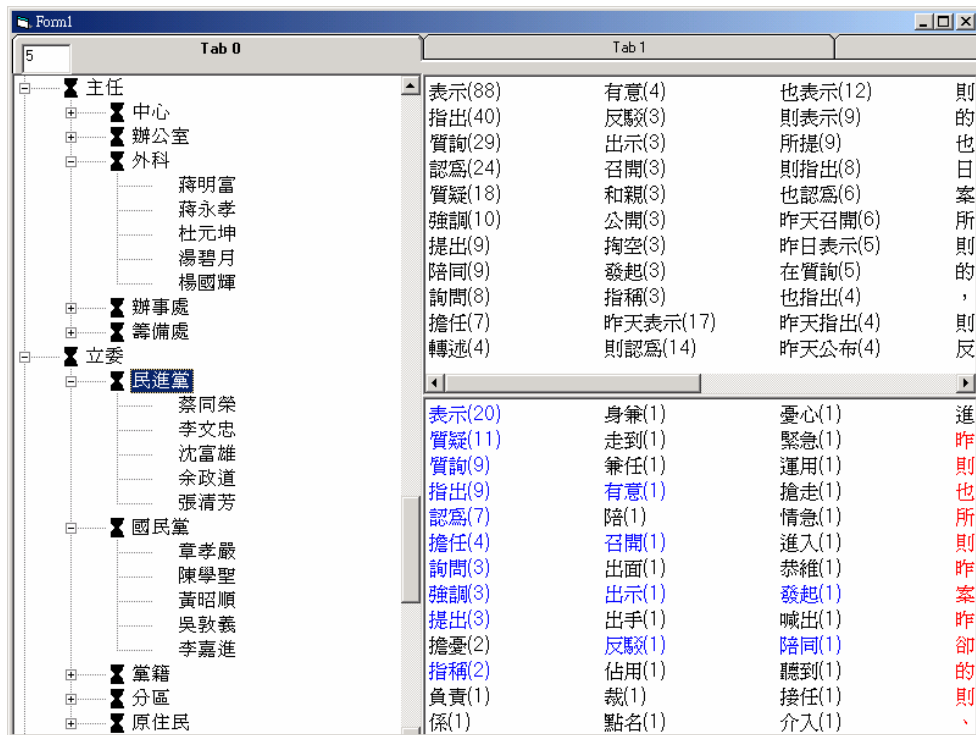 Form1
5
Tab 0
Tab 1
主任
中心
辦公室
外科
蔣明富
蔣永孝
杜元坤
湯碧月
楊國輝
辦事處
籌備處
立委
民進黨
蔡同榮
李文忠
沈富雄
余政道
張清芳
國民黨
章孝嚴
陳學聖
黃昭順
吳敦義
李嘉進
黨籍
分區
原住民
表示(88) 有意(4) 也表示(12) 則
指出(40) 反駁(3) 則表示(9) 的
質詢(29) 出示(3) 所提(9) 也
認為(24) 召開(3) 則指出(8) 日
質疑(18) 和親(3) 也認為(6) 案
強調(10) 公開(3) 昨天召開(6) 所
提出(9) 掏空(3) 昨日表示(5) 則
陪同(9) 發起(3) 在質詢(5) 的
詢問(8) 指稱(3) 也指出(4) ，
擔任(7) 昨天表示(17) 昨天指出(4) 則
轉述(4) 則認為(14) 昨天公布(4) 反
表示(20) 身兼(1) 憂心(1) 進
質疑(11) 走到(1) 緊急(1) 昨
質詢(9) 兼任(1) 運用(1) 則
指出(9) 有意(1) 搶走(1) 也
認為(7) 陪(1) 情急(1) 所
擔任(4) 召開(1) 進入(1) 則
詢問(3) 出面(1) 恭維(1) 昨
強調(3) 出示(1) 發起(1) 案
提出(3) 出手(1) 喊出(1) 昨
擔憂(2) 反駁(1) 陪同(1) 卻
指稱(2) 佔用(1) 聽到(1) 的
負責(1) 裁(1) 接任(1) 則
係(1) 點名(1) 介入(1) 、